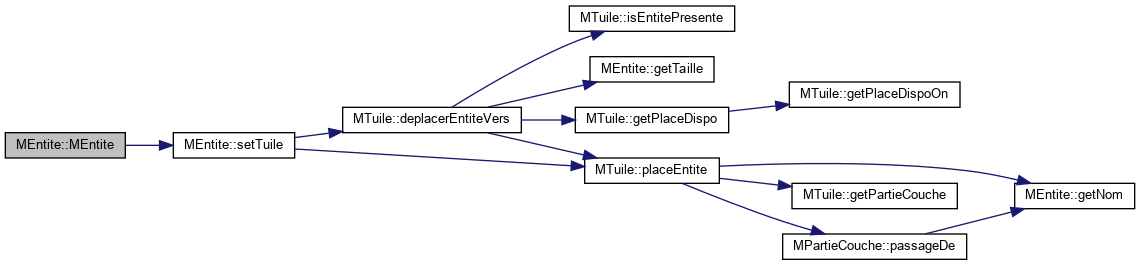 MTuile::isEntitePresente
MEntite::getTaille
MTuile::getPlaceDispoOn
MTuile::deplacerEntiteVers
MTuile::getPlaceDispo
MEntite::MEntite
MEntite::setTuile
MTuile::placeEntite
MTuile::getPartieCouche
MEntite::getNom
MPartieCouche::passageDe